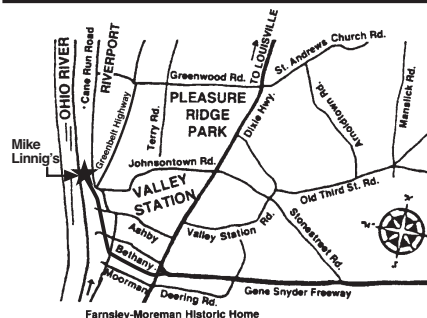 OHIO RIVER
Cane Run Road
RIVERPORT
Greenbelt Highway
Terry Rd.
Greenwood Rd.
TO LOUISVILLE
St. Andrews Church Rd.
PLEASURE
RIDGE
PARK
Dixie Hwy.
Arnoldtown Rd.
Manslick Rd.
Mike
Linnig's
Johnsontown Rd.
VALLEY
STATION
Old Third St. Rd.
Ashby
Valley Station Rd.
Stonestreet Rd.
Bethany
Moorman
Deering Rd.
Gene Snyder Freeway
N
S
Farnsley-Moreman Historic Home